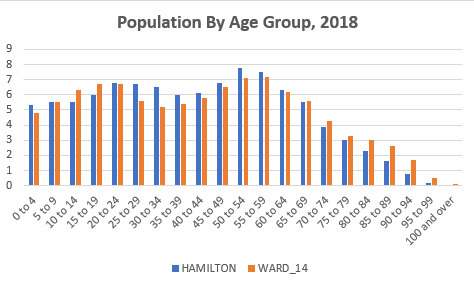 Population By Age Group, 2018
9
8
7
6
5
4
3
2
1
0
0 to 4
5 to 9
10 to 14
15 to 19
20 to 24
25 to 29
30 to 34
35 to 39
40 to 44
45 to 49
50 to 54
55 to 59
60 to 64
65 to 69
70 to 74
75 to 79
80 to 84
85 to 89
90 to 94
95 to 99
100 and over
HAMILTON WARD_14